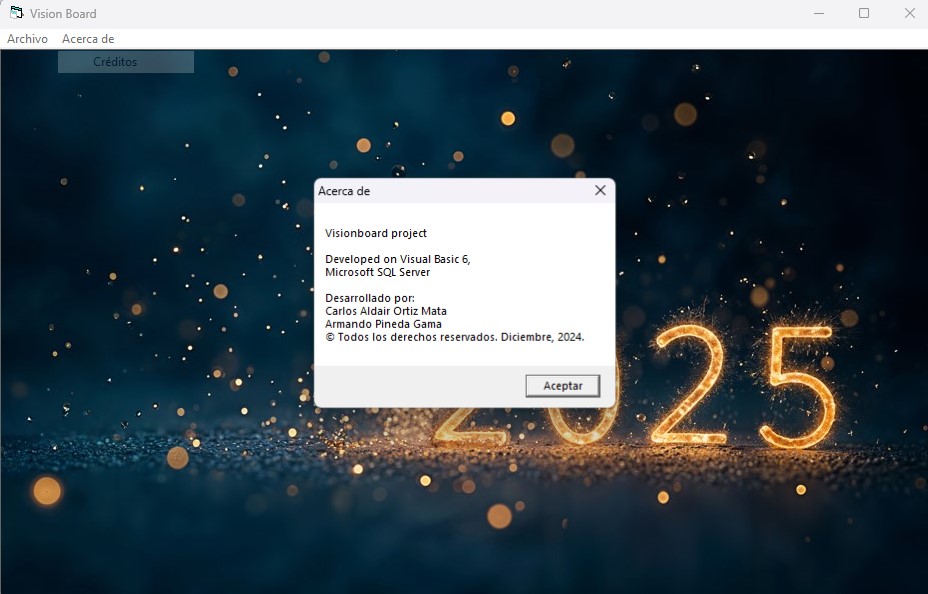 Vision Board
Archivo Acerca de
Créditos
Acerca de
Visionboard project
Developed on Visual Basic 6,
Microsoft SQL Server
Desarrollado por:
Carlos Aldair Ortiz Mata
Armando Pineda Gama
© Todos los derechos reservados. Diciembre, 2024.
Aceptar
2025